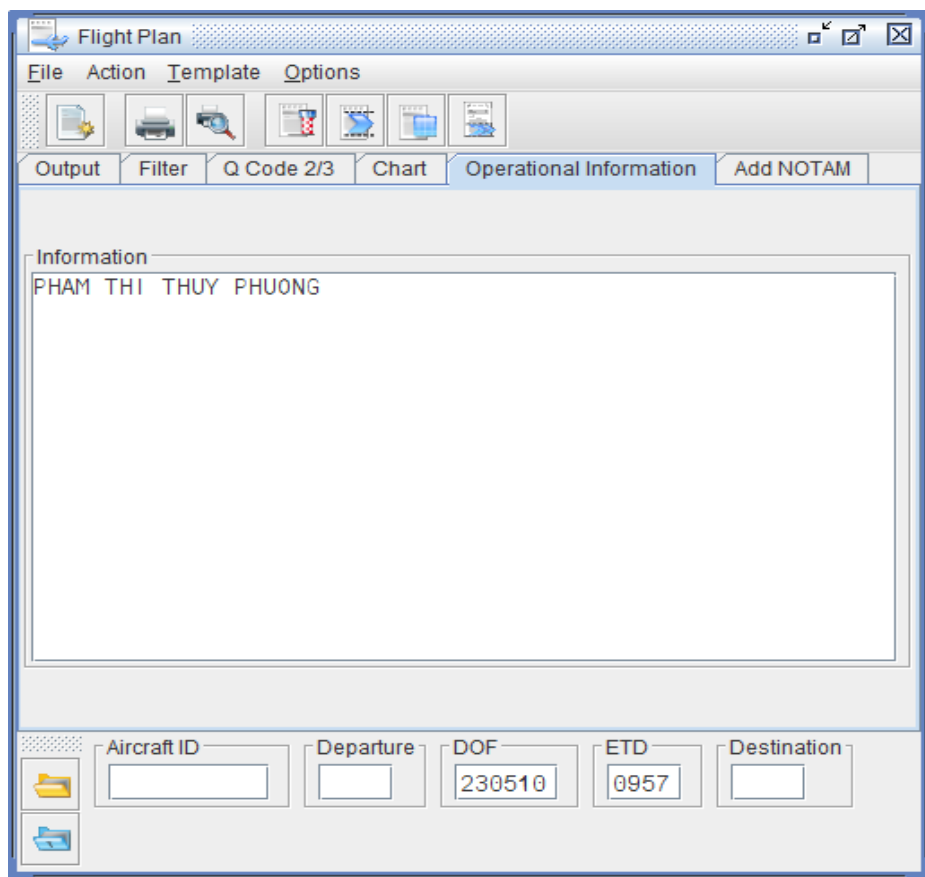 Flight Plan
File Action Template Options
Output Filter Q Code 2/3 Chart Operational Information Add NOTAM
Information
PHAM THI THUY PHUONG
Aircraft ID Departure DOF ETD Destination
230510 0957